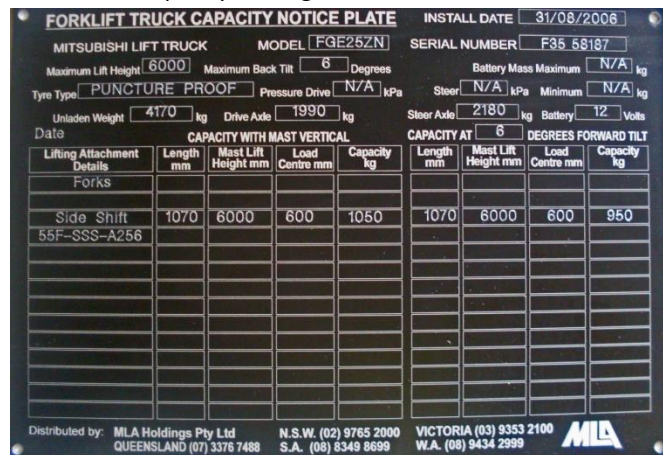 FORKLIFT TRUCK CAPACITY NOTICE PLATE INSTALL DATE 31/08/2006
MITSUBISHI LIFT TRUCK MODEL FGE25ZN SERIAL NUMBER F35 58187
Maximum Lift Height 6000 Maximum Back Tilt 6 Degrees Battery Mass Maximum N/A kg
Tyre Type PUNCTURE PROOF Pressure Drive N/A kPa Steer N/A kPa Minimum N/A kg
Unladen Weight 4170 kg Drive Axle 1990 kg Steer Axle 2180 kg Battery 12 Volts
Date CAPACITY WITH MAST VERTICAL CAPACITY AT 6 DEGREES FORWARD TILT
Lifting Attachment Details Length mm Mast Lift Height mm Load Centre mm Capacity kg Length mm Mast Lift Height mm Load Centre mm Capacity kg
Forks
Side Shift 1070 6000 600 1050 1070 6000 600 950
55F-SSS-A256
Distributed by: MLA Holdings Pty Ltd N.S.W. (02) 9765 2000 VICTORIA (03) 9353 2100 MLA
QUEENSLAND (07) 3376 7488 S.A. (08) 8349 8699 W.A. (08) 9434 2999